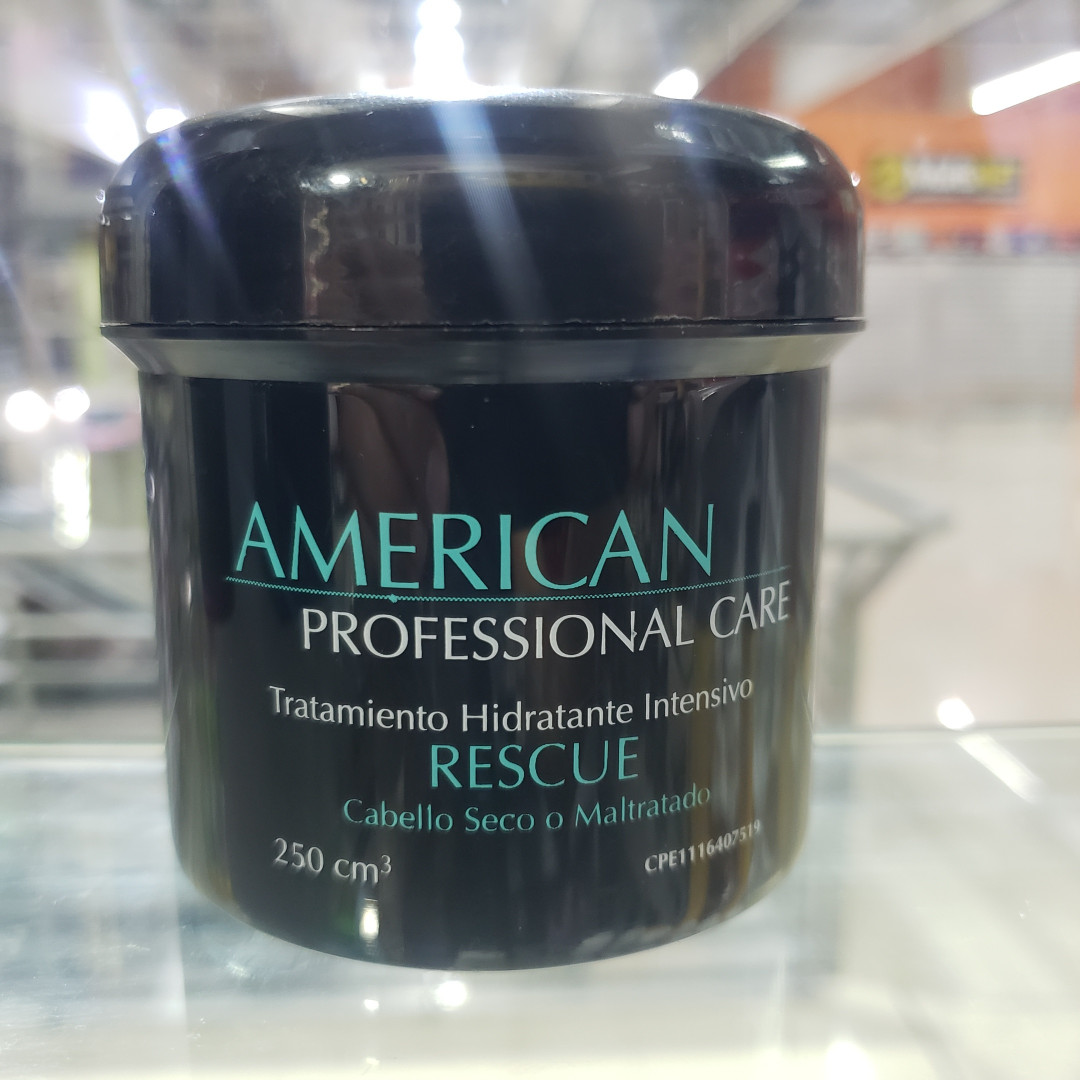 AMERICAN
PROFESSIONAL CARE
Tratamiento Hidratante Intensivo
RESCUE
Cabello Seco o Maltratado
250 cm³
CPE1116407519